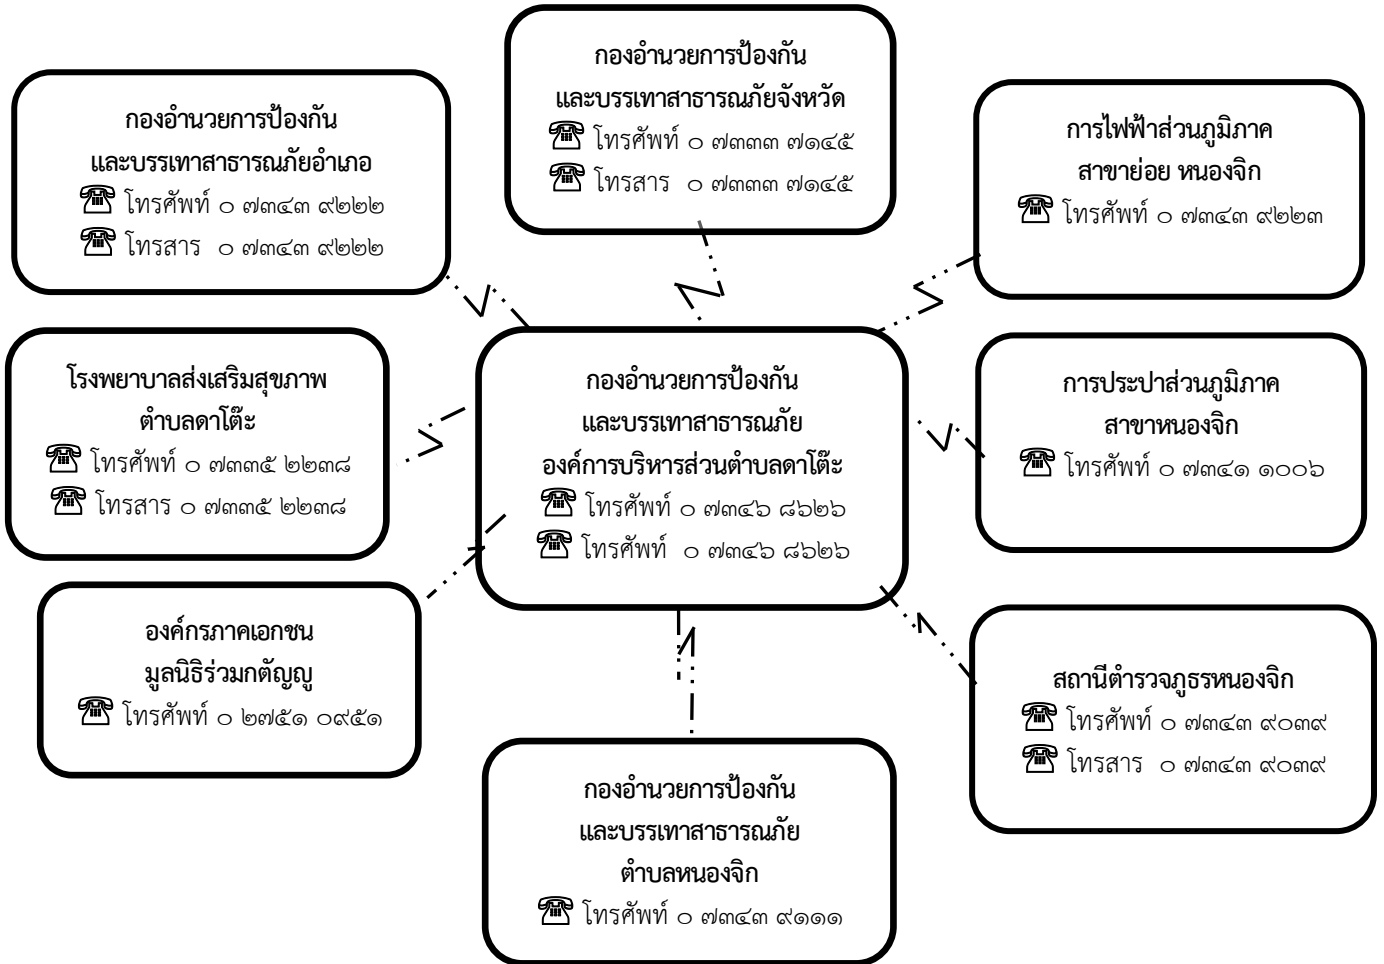 กองอำนวยการป้องกัน
และบรรเทาสาธารณภัยจังหวัด
โทรศัพท์ ๐ ๗๓๓๓ ๗๑๔๕
โทรสาร ๐ ๗๓๓๓ ๗๑๔๕
กองอำนวยการป้องกัน
และบรรเทาสาธารณภัยอำเภอ
โทรศัพท์ ๐ ๗๓๔๓ ๙๒๒๒
โทรสาร ๐ ๗๓๔๓ ๙๒๒๒
การไฟฟ้าส่วนภูมิภาค
สาขาย่อย หนองจิก
โทรศัพท์ ๐ ๗๓๔๓ ๙๒๒๓
โรงพยาบาลส่งเสริมสุขภาพ
ตำบลดาโต๊ะ
โทรศัพท์ ๐ ๗๓๓๕ ๒๒๓๘
โทรสาร ๐ ๗๓๓๕ ๒๒๓๘
กองอำนวยการป้องกัน
และบรรเทาสาธารณภัย
องค์การบริหารส่วนตำบลดาโต๊ะ
โทรศัพท์ ๐ ๗๓๔๖ ๘๖๒๖
โทรศัพท์ ๐ ๗๓๔๖ ๘๖๒๖
การประปาส่วนภูมิภาค
สาขาหนองจิก
โทรศัพท์ ๐ ๗๓๔๑ ๑๐๐๖
องค์กรภาคเอกชน
มูลนิธิร่วมกตัญญู
โทรศัพท์ ๐ ๒๗๕๑ ๐๙๕๑
สถานีตำรวจภูธรหนองจิก
โทรศัพท์ ๐ ๗๓๔๓ ๙๐๓๙
โทรสาร ๐ ๗๓๔๓ ๙๐๓๙
กองอำนวยการป้องกัน
และบรรเทาสาธารณภัย
ตำบลหนองจิก
โทรศัพท์ ๐ ๗๓๔๓ ๙๑๑๑